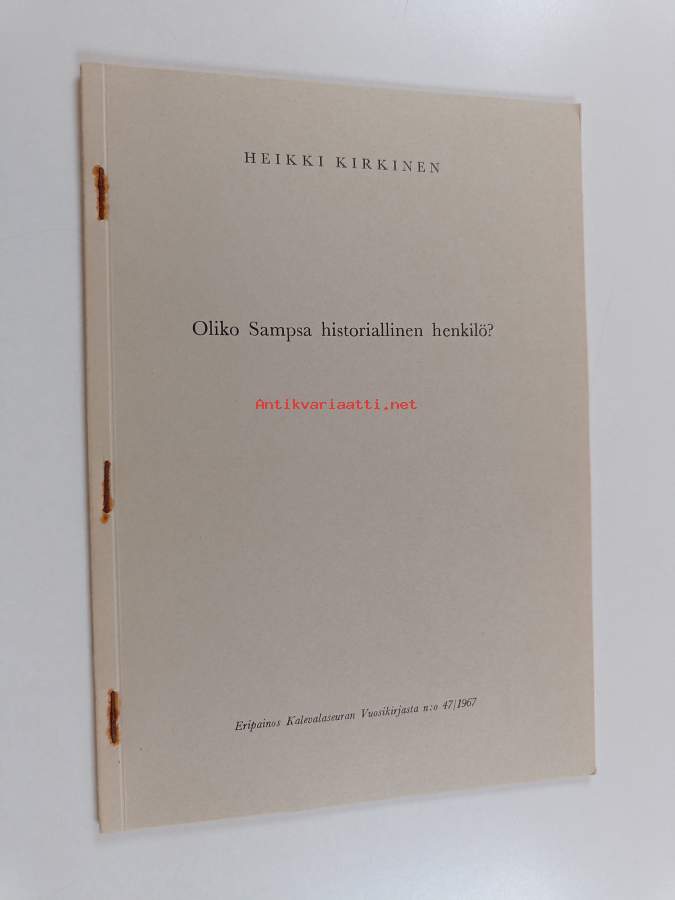 HEIKKI KIRKINEN
Oliko Sampsa historiallinen henkilö?
Antikvariaatti.net
Eripainos Kalevalaseuran Vuosikirjasta n:o 47/1967